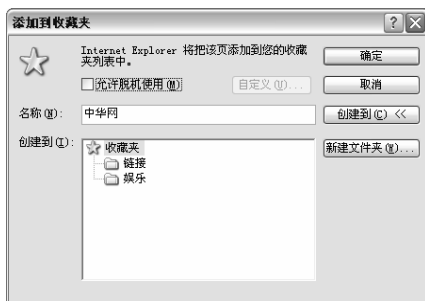 添加到收藏夹
Internet Explorer 将把该页添加到您的收藏
夹列表中。
确定
允许脱机使用(M)
自定义(U)...
取消
名称(N):
中华网
创建到(C) <<
创建到(I):
收藏夹
链接
娱乐
新建文件夹(W)...